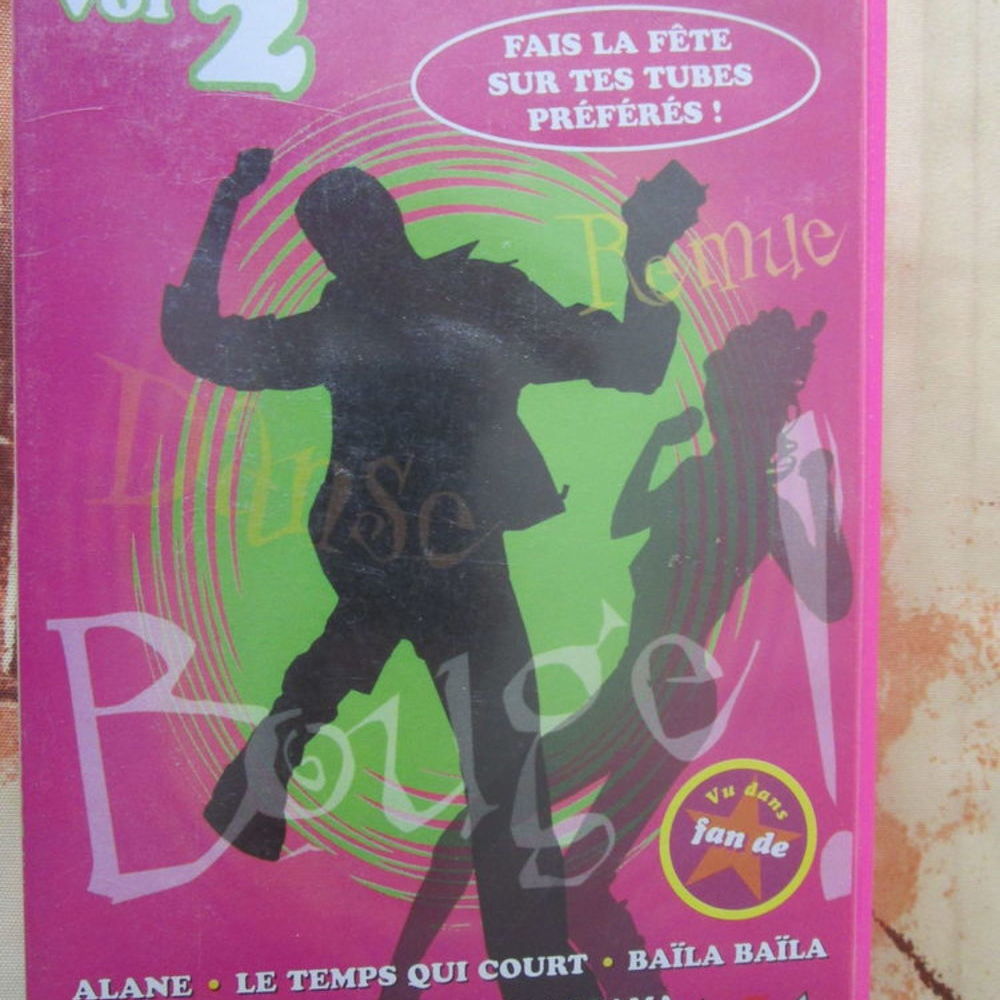 Vol 2
FAIS LA FÊTE
SUR TES TUBES
PRÉFÉRÉS !
Remue
Danse
Bouge !
Vu dans
fan de
ALANE • LE TEMPS QUI COURT • BAÏLA BAÏLA